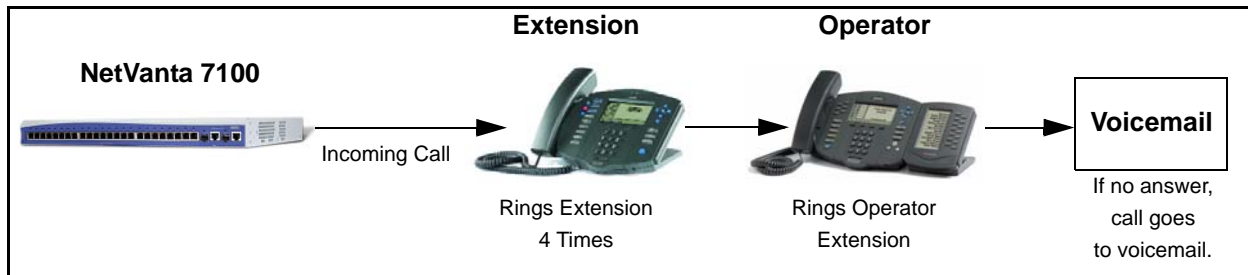 Extension
Operator
NetVanta 7100
Voicemail
Incoming Call
Rings Extension
4 Times
Rings Operator
Extension
If no answer,
call goes
to voicemail.